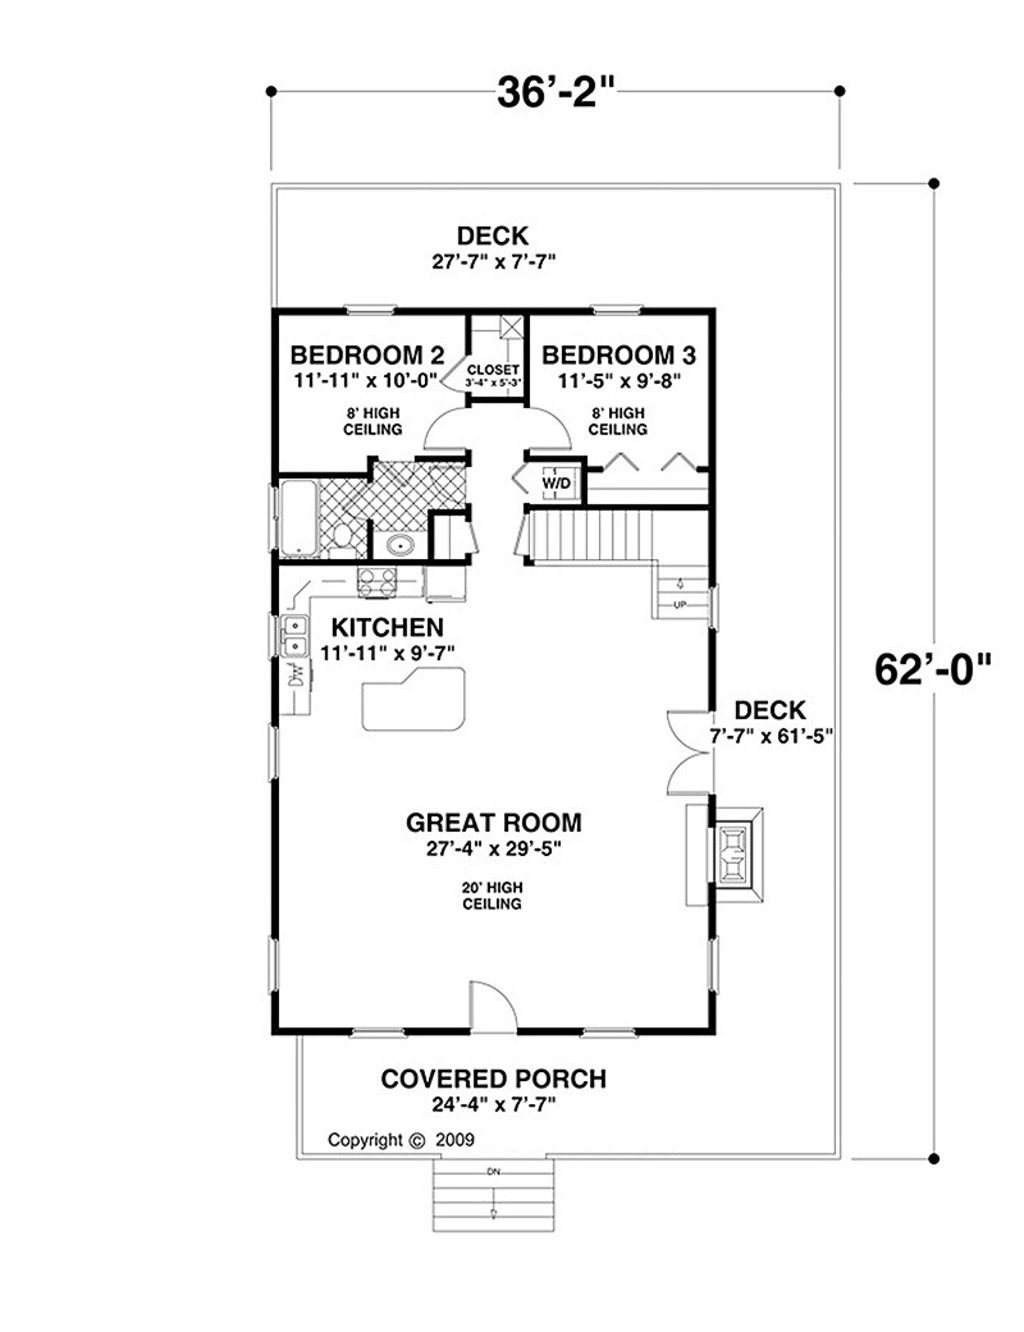 36'-2"
DECK
27'-7" x 7'-7"
BEDROOM 2
11'-11" x 10'-0"
8' HIGH
CEILING
CLOSET
3'-4" x 5'-3"
BEDROOM 3
11'-5" x 9'-8"
8' HIGH
CEILING
W/D
UP
KITCHEN
11'-11" x 9'-7"
DW
62'-0"
DECK
7'-7" x 61'-5"
GREAT ROOM
27'-4" x 29'-5"
20' HIGH
CEILING
COVERED PORCH
24'-4" x 7'-7"
Copyright © 2009
DN